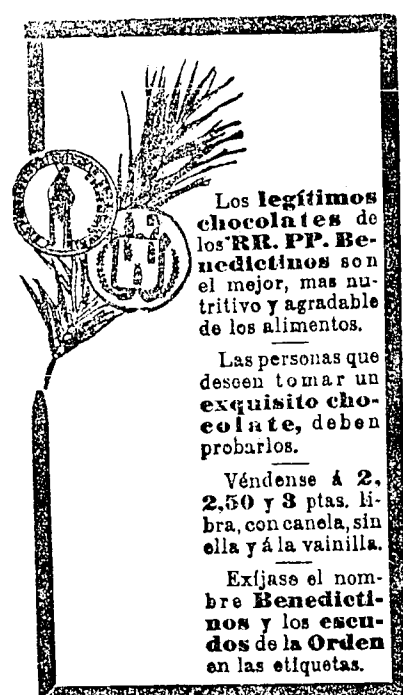 Los legítimos
chocolates de
los RR. PP. Be-
nedictinos son
el mejor, mas nu-
tritivo y agradable
de los alimentos.
Las personas que
deseen tomar un
exquisito cho-
colate, deben
probarlos.
Véndense á 2,
2,50 y 3 ptas. li-
bra, con canela, sin
ella y á la vainilla.
Exíjase el nom-
bre Benedicti-
nos y los escu-
dos de la Orden
en las etiquetas.